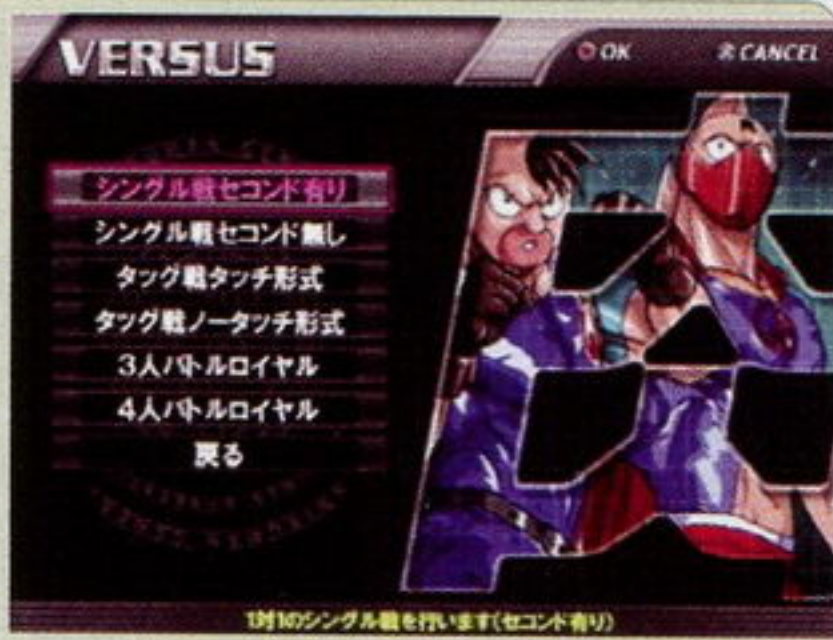 VERSUS
OK
CANCEL
シングル戦セコンド有り
シングル戦セコンド無し
タッグ戦タッチ形式
タッグ戦ノータッチ形式
3人バトルロイヤル
4人バトルロイヤル
戻る
1対1のシングル戦を行います(セコンド有り)